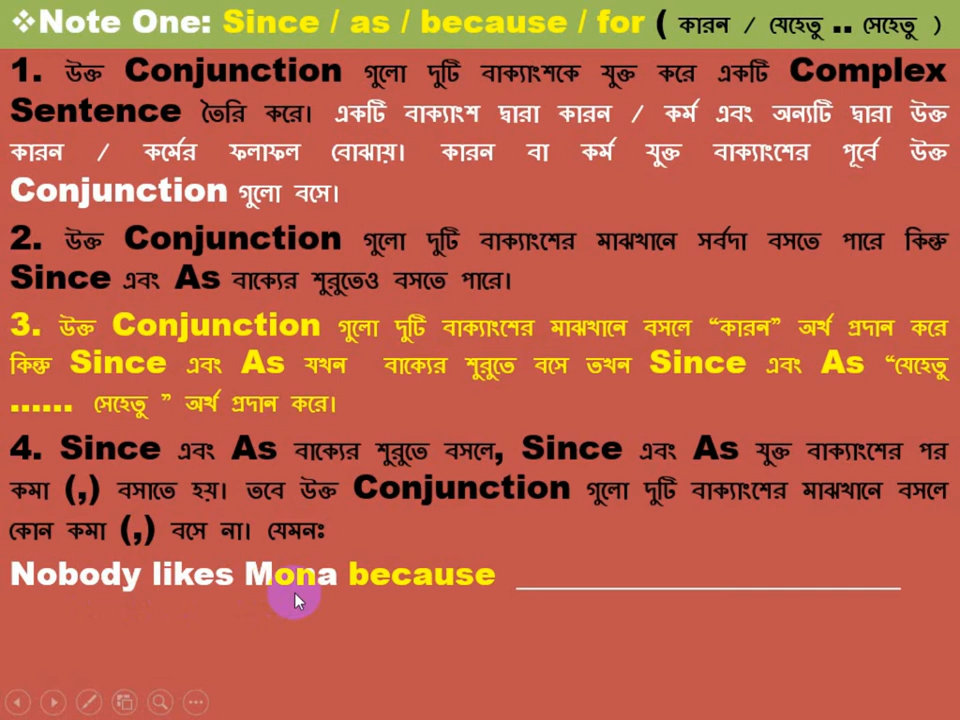 ❖Note One: Since / as / because / for ( কারন / যেহেতু .. সেহেতু )
1. উক্ত Conjunction গুলো দুটি বাক্যাংশকে যুক্ত করে একটি Complex
Sentence তৈরি করে। একটি বাক্যাংশ দ্বারা কারন / কর্ম এবং অন্যটি দ্বারা উক্ত
কারন / কর্মের ফলাফল বোঝায়। কারন বা কর্ম যুক্ত বাক্যাংশের পূর্বে উক্ত
Conjunction গুলো বসে।
2. উক্ত Conjunction গুলো দুটি বাক্যাংশের মাঝখানে সর্বদা বসতে পারে কিন্তু
Since এবং As বাক্যের শুরুতেও বসতে পারে।
3. উক্ত Conjunction গুলো দুটি বাক্যাংশের মাঝখানে বসলে “কারন” অর্থ প্রদান করে
কিন্তু Since এবং As যখন বাক্যের শুরুতে বসে তখন Since এবং As “যেহেতু
...... সেহেতু ” অর্থ প্রদান করে।
4. Since এবং As বাক্যের শুরুতে বসলে, Since এবং As যুক্ত বাক্যাংশের পর
কমা (,) বসাতে হয়। তবে উক্ত Conjunction গুলো দুটি বাক্যাংশের মাঝখানে বসলে
কোন কমা (,) বসে না। যেমনঃ
Nobody likes Mona because ____________________